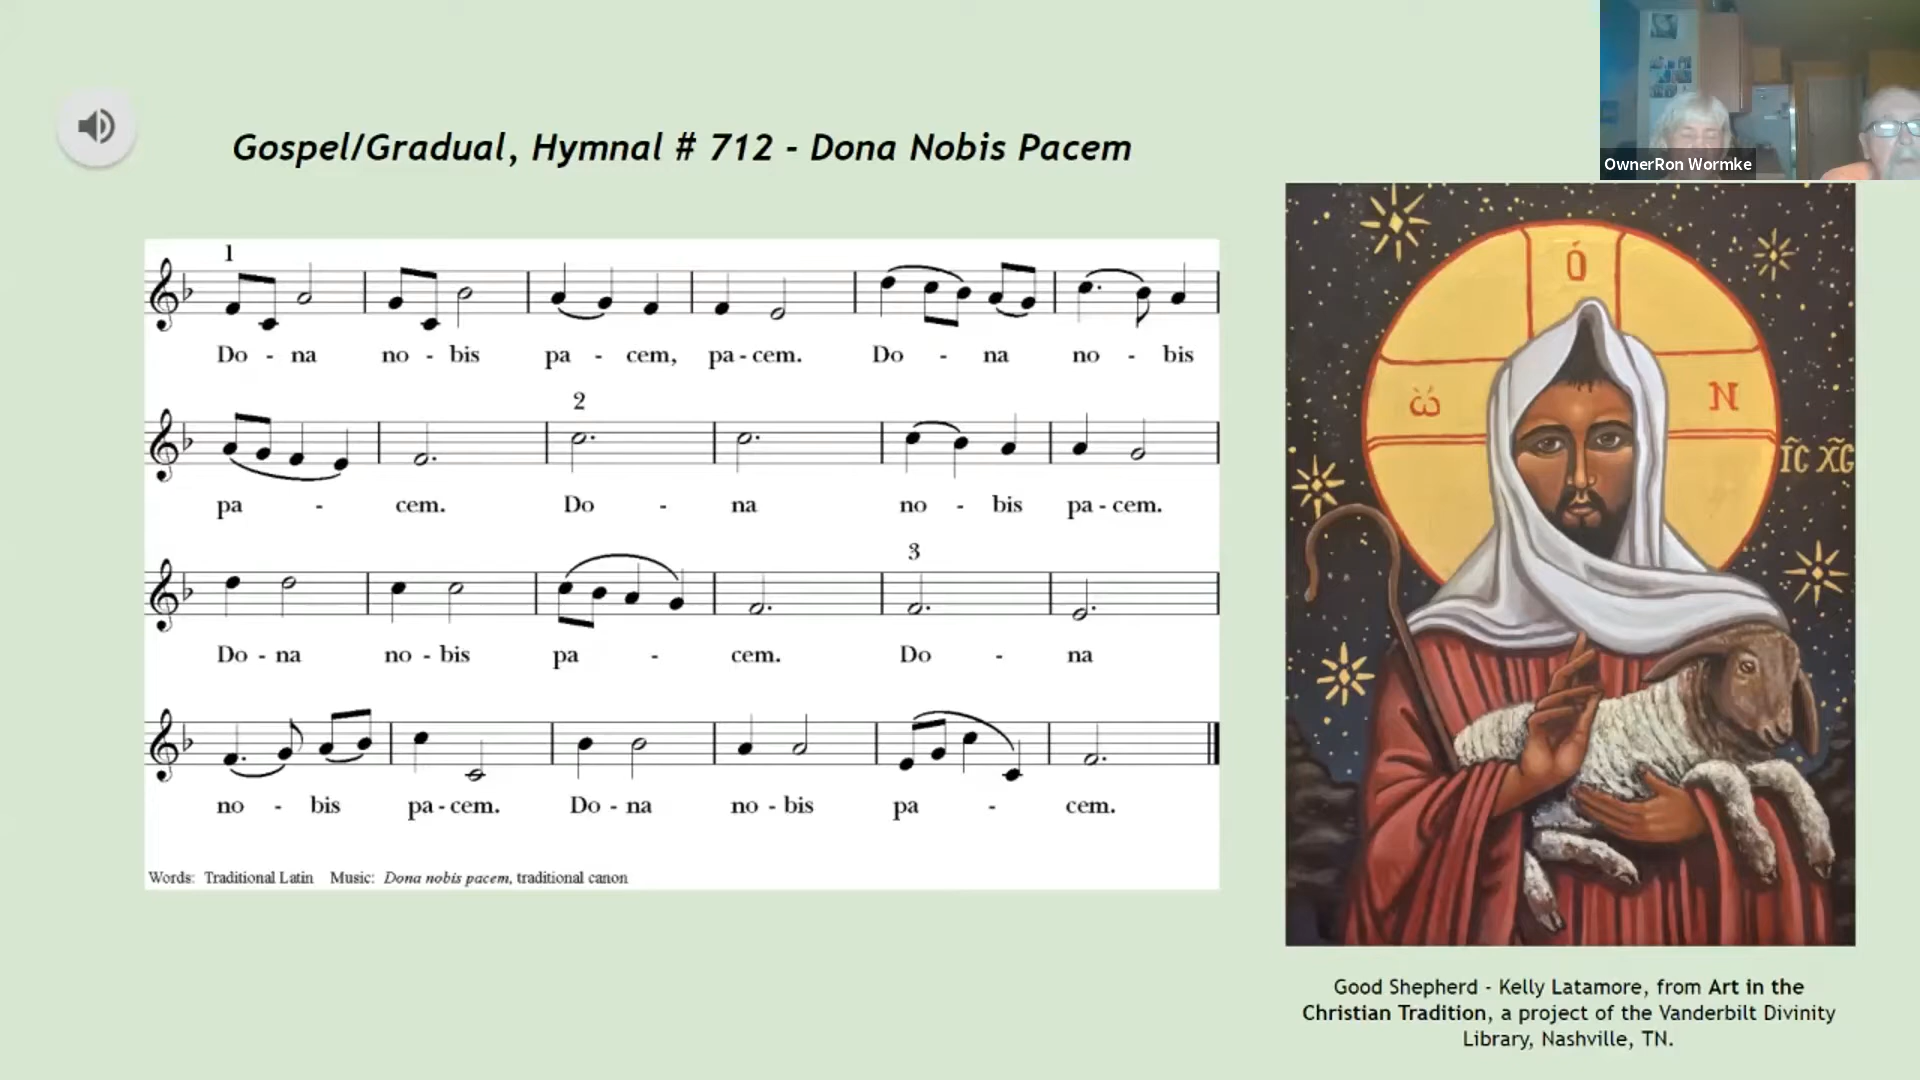 OwnerRon Wormke
Gospel/Gradual, Hymnal # 712 - Dona Nobis Pacem
1
Do - na no - bis pa - cem, pa - cem. Do - na no - bis
2
pa - cem. Do - na no - bis pa - cem.
3
Do - na no - bis pa - cem. Do - na
no - bis pa - cem. Do - na no - bis pa - cem.
Words: Traditional Latin Music: Dona nobis pacem, traditional canon
Ό
ὤ Ν
ΙC ΧC
Good Shepherd - Kelly Latamore, from Art in the
Christian Tradition, a project of the Vanderbilt Divinity
Library, Nashville, TN.